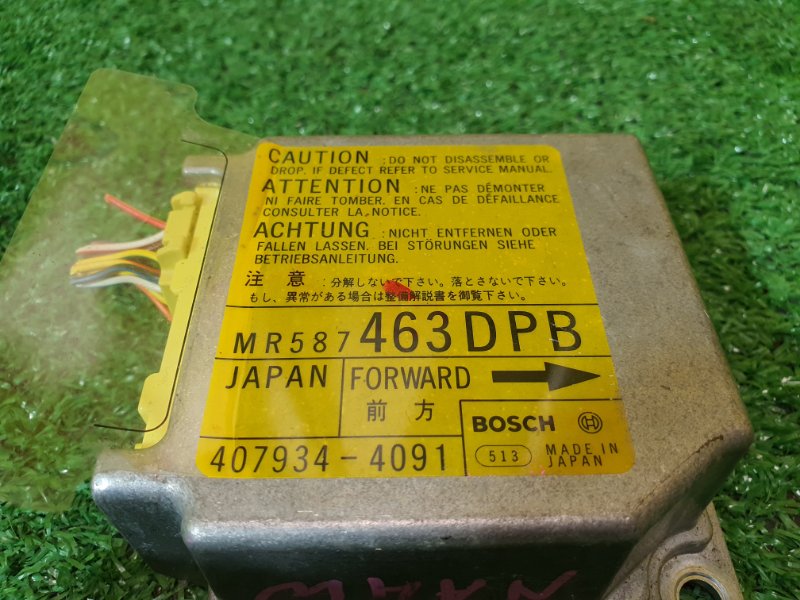 CAUTION :DO NOT DISASSEMBLE OR
DROP. IF DEFECT REFER TO SERVICE MANUAL.
ATTENTION :NE PAS DÉMONTER
NI FAIRE TOMBER. EN CAS DE DÉFAILLANCE
CONSULTER LA NOTICE.
ACHTUNG :NICHT ENTFERNEN ODER
FALLEN LASSEN. BEI STÖRUNGEN SIEHE
BETRIEBSANLEITUNG.
注 意 :分解しないで下さい。落とさないで下さい。
もし、異常がある場合は整備解説書を御覧下さい。
MR587463DPB
JAPAN FORWARD
前 方
BOSCH
407934-4091
513 MADE IN
JAPAN